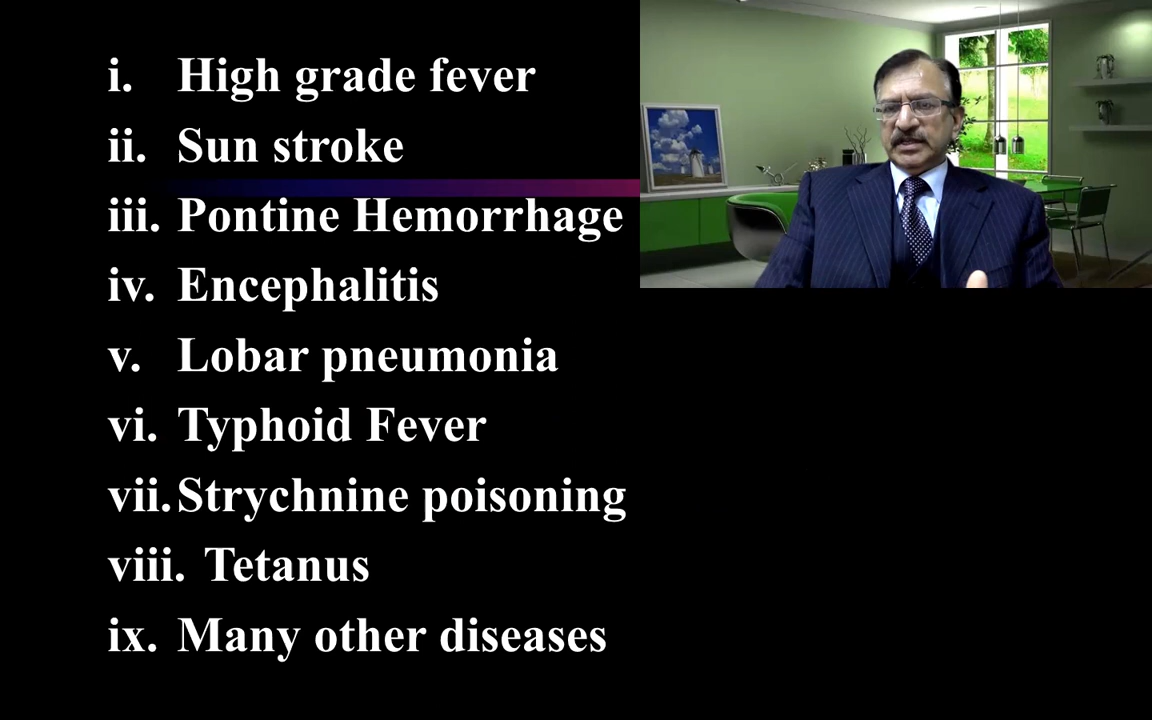 i. High grade fever
ii. Sun stroke
iii. Pontine Hemorrhage
iv. Encephalitis
v. Lobar pneumonia
vi. Typhoid Fever
vii. Strychnine poisoning
viii. Tetanus
ix. Many other diseases